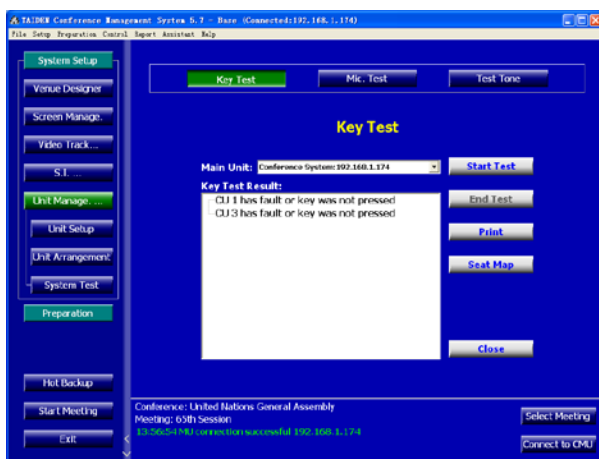 TAIDEN Conference Management System 5.7 - Base (Connected:192.168.1.174)
File Setup Preparation Control Report Assistant Help
System Setup
Venue Designer
Screen Manage.
Video Track...
S.I. ...
Unit Manage. ...
Unit Setup
Unit Arrangement
System Test
Preparation
Hot Backup
Start Meeting
Exit
Key Test
Mic. Test
Test Tone
Key Test
Main Unit: Conference System:192.168.1.174
Key Test Result:
CU 1 has fault or key was not pressed
CU 3 has fault or key was not pressed
Start Test
End Test
Print
Seat Map
Close
Conference: United Nations General Assembly
Meeting: 65th Session
13:56:54 MU connection successful 192.168.1.174
Select Meeting
Connect to CMU